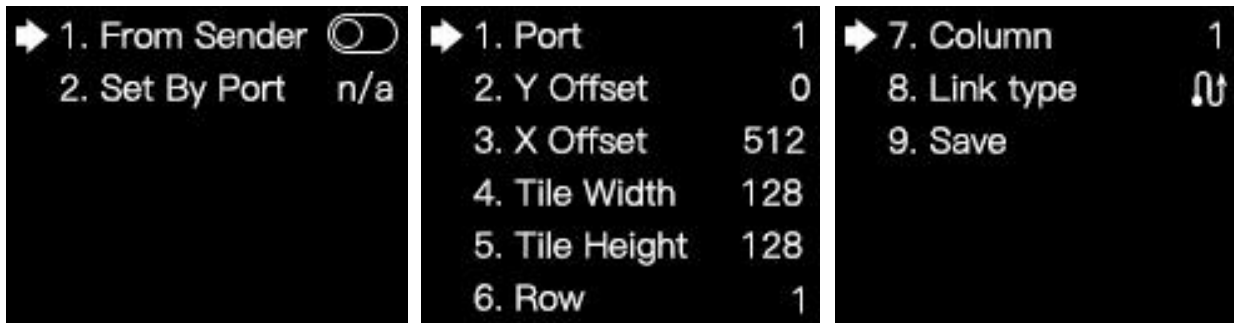 1. From Sender
2. Set By Port n/a
1. Port 1
2. Y Offset 0
3. X Offset 512
4. Tile Width 128
5. Tile Height 128
6. Row 1
7. Column 1
8. Link type
9. Save